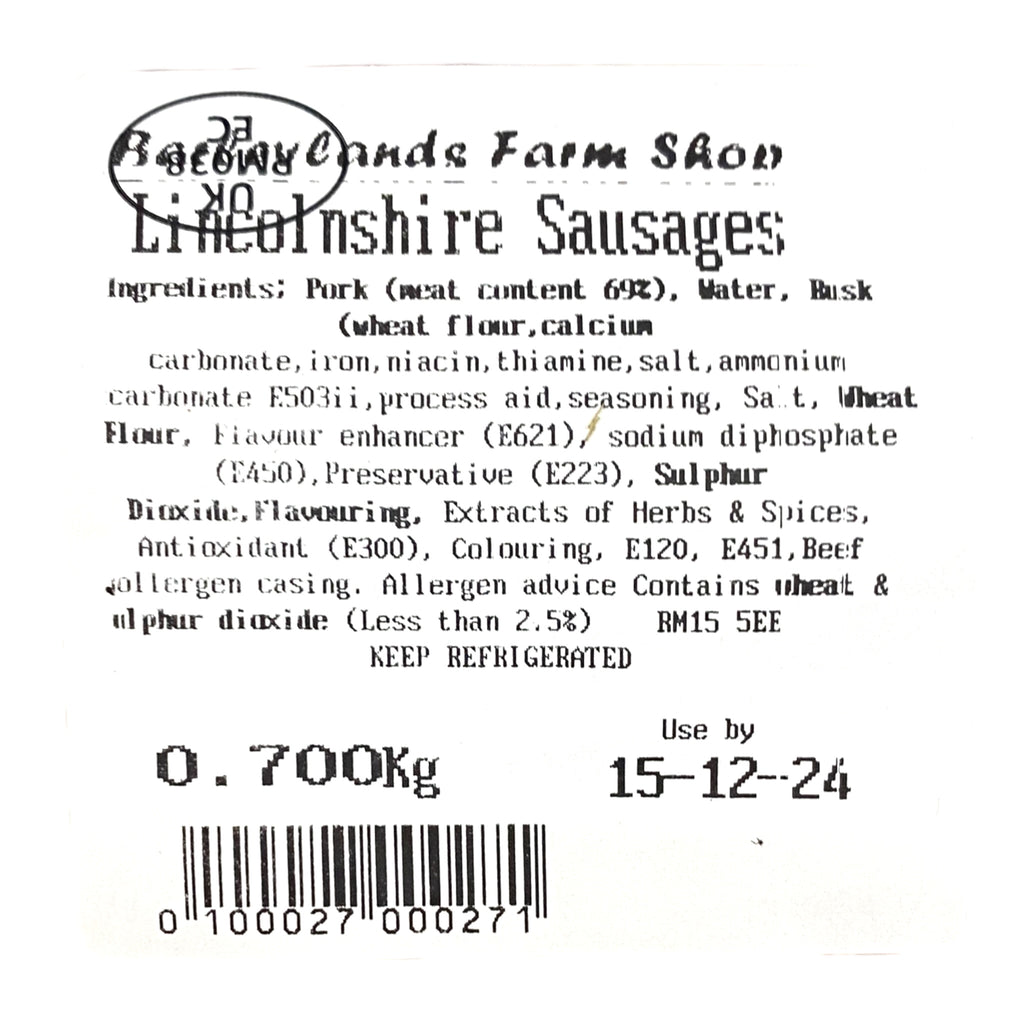 EC
RM038
UK
Farm Shop
Lincolnshire Sausages
Ingredients: Pork (meat content 69%), Water, Rusk
(wheat flour,calcium
carbonate,iron,niacin,thiamine,salt,ammonium
carbonate E503ii,process aid,seasoning, Sa t, Wheat
Flour, Flavour enhancer (E621), sodium diphosphate
(E450),Preservative (E223), Sulphur
Dioxide,Flavouring, Extracts of Herbs & Spices,
Antioxidant (E300), Colouring, E120, E451,Beef
casing. Allergen advice Contains wheat &
ulphur dioxide (Less than 2.5%) RM15 5EE
KEEP REFRIGERATED
Use by
0.700Kg 15-12-24
0 100027 000271